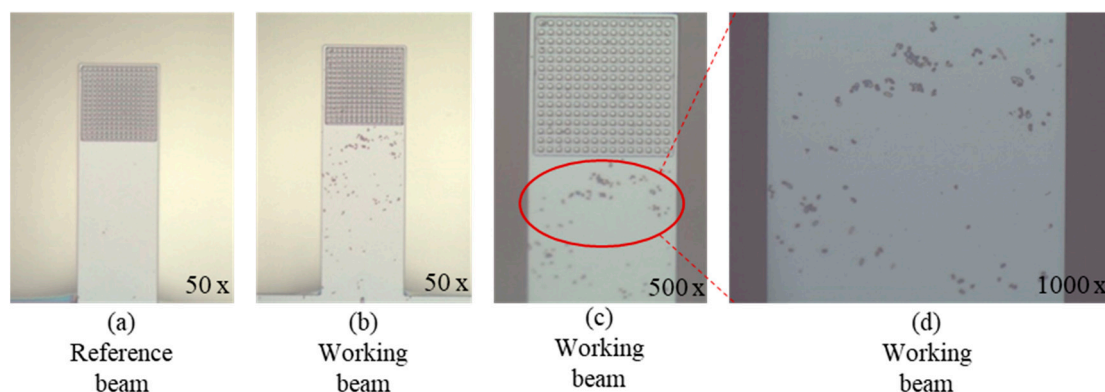 50 x
50 x
500 x
1000 x
(a)
Reference
beam
(b)
Working
beam
(c)
Working
beam
(d)
Working
beam